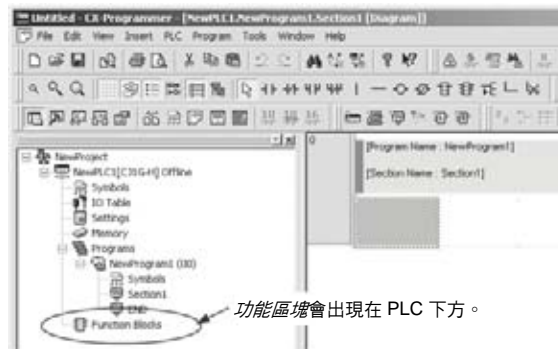 Untitled - CX-Programmer - [NewPLC1.NewProgram1.Section1 [Diagram]]
File Edit View Insert PLC Program Tools Window Help
0
[Program Name : NewProgram1]
[Section Name : Section1]
NewProject
NewPLC1[CJ1G-H] Offline
Symbols
IO Table
Settings
Memory
Programs
NewProgram1 (00)
Symbols
Section1
END
Function Blocks
功能區塊會出現在 PLC 下方。